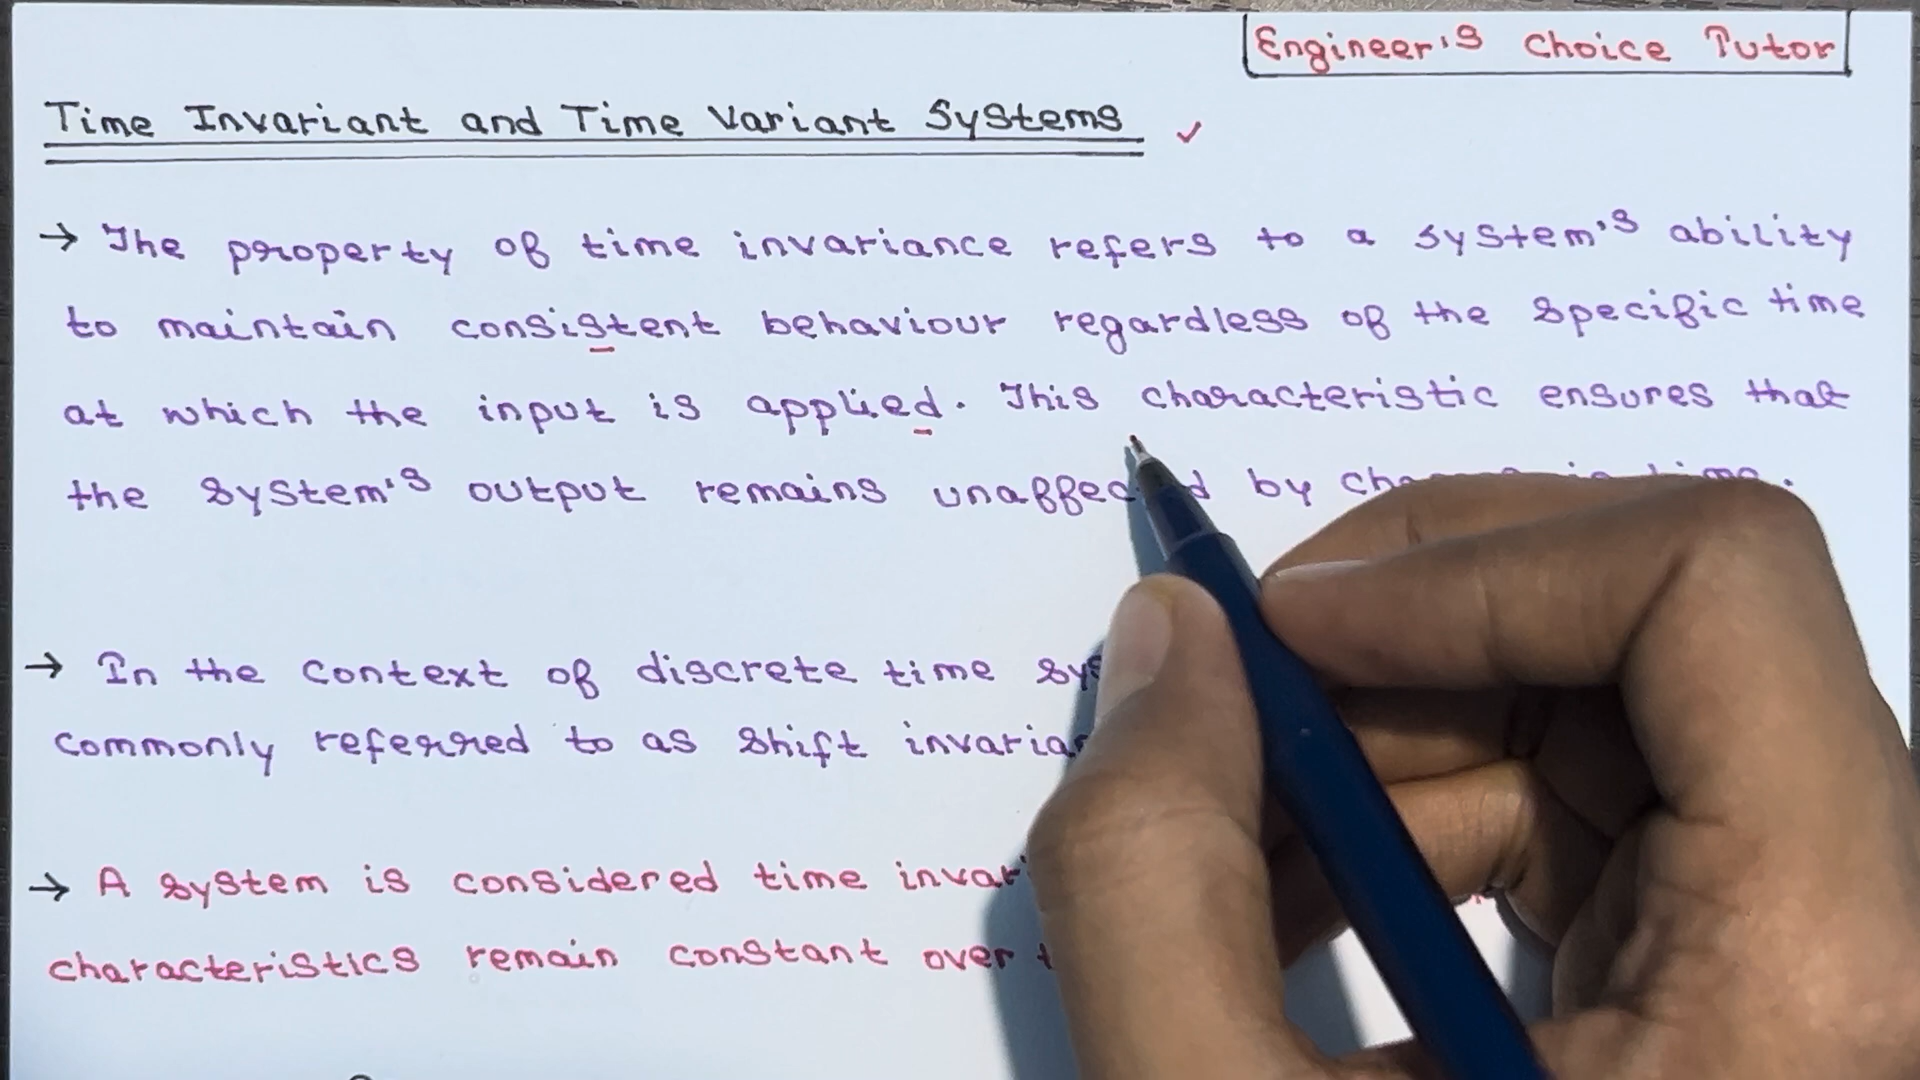 Engineer's Choice Tutor
Time Invariant and Time Variant Systems
→ The property of time invariance refers to a system's ability
to maintain consistent behaviour regardless of the specific time
at which the input is applied. This characteristic ensures that
the system's output remains unaffected by in time.
→ In the context of discrete time
commonly referred to as shift
→ A system is considered time
characteristics remain constant over